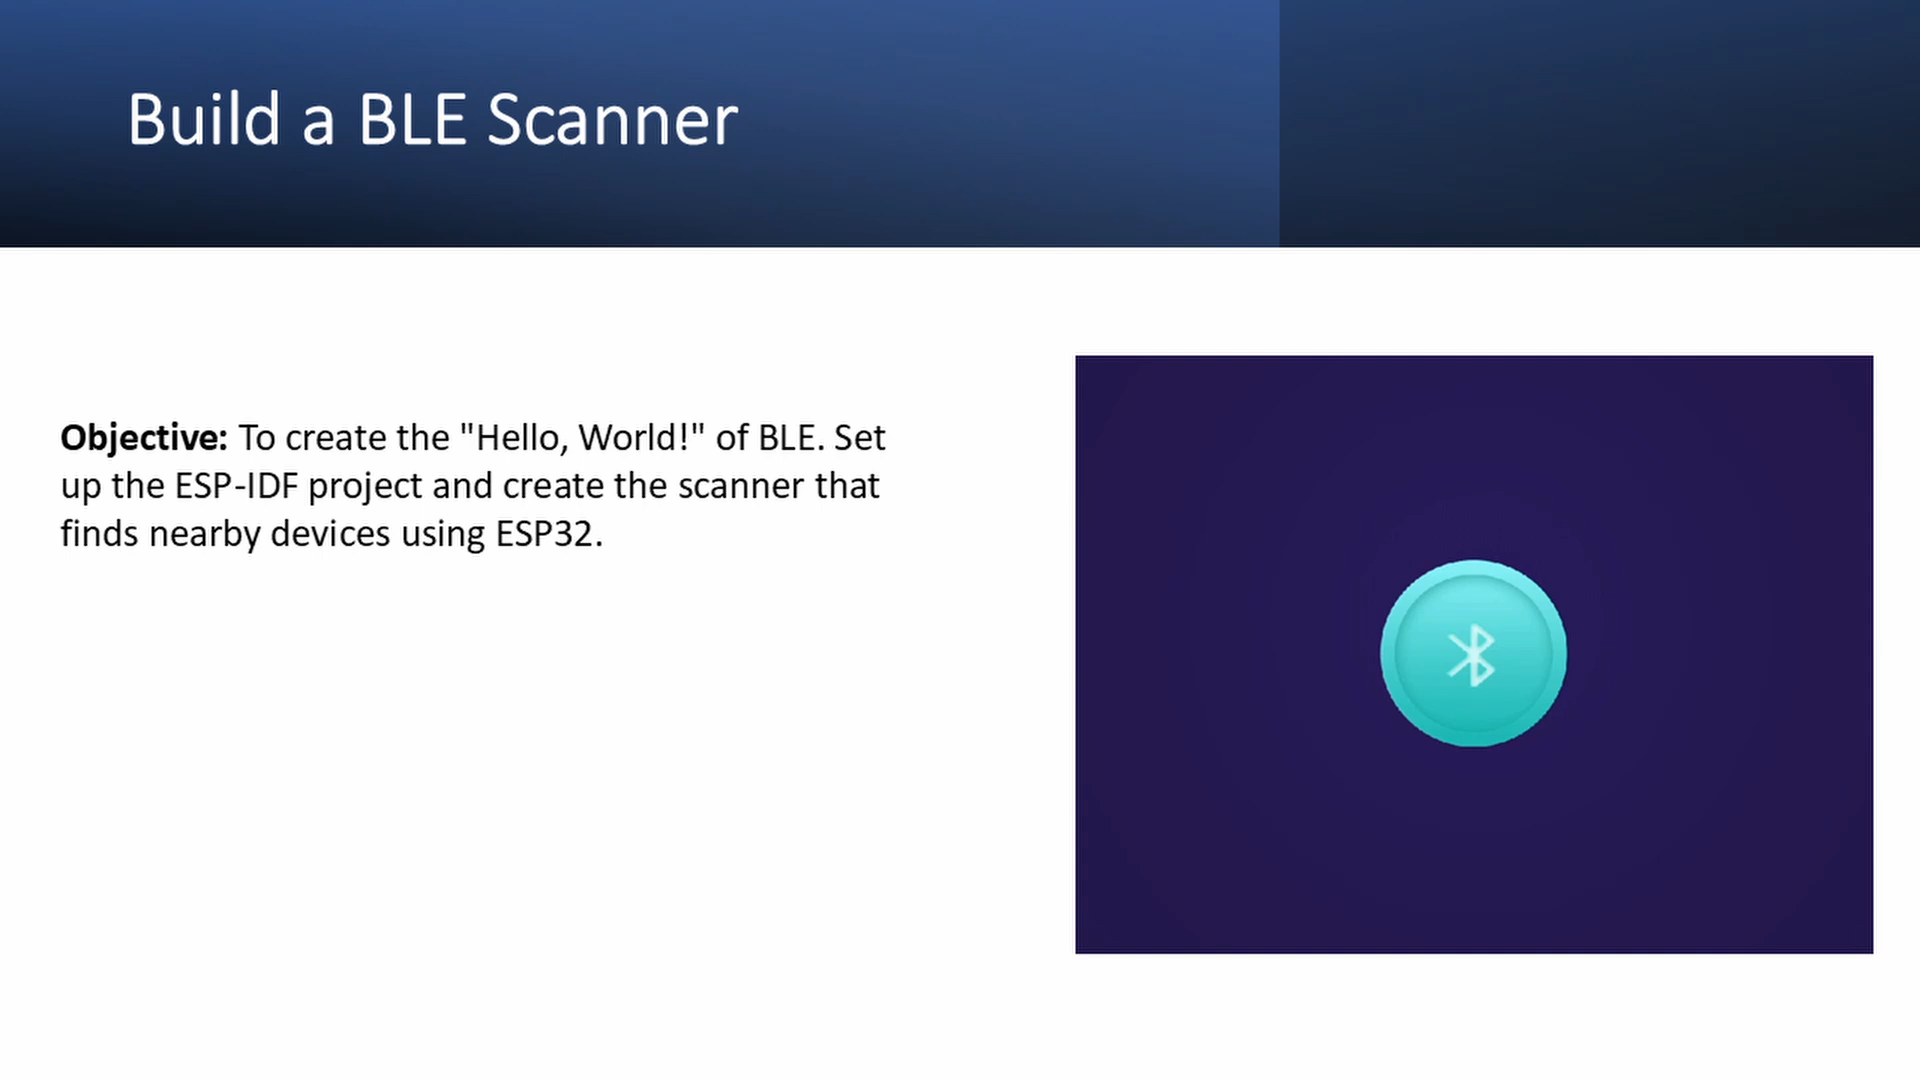 Build a BLE Scanner
Objective: To create the "Hello, World!" of BLE. Set
up the ESP-IDF project and create the scanner that
finds nearby devices using ESP32.